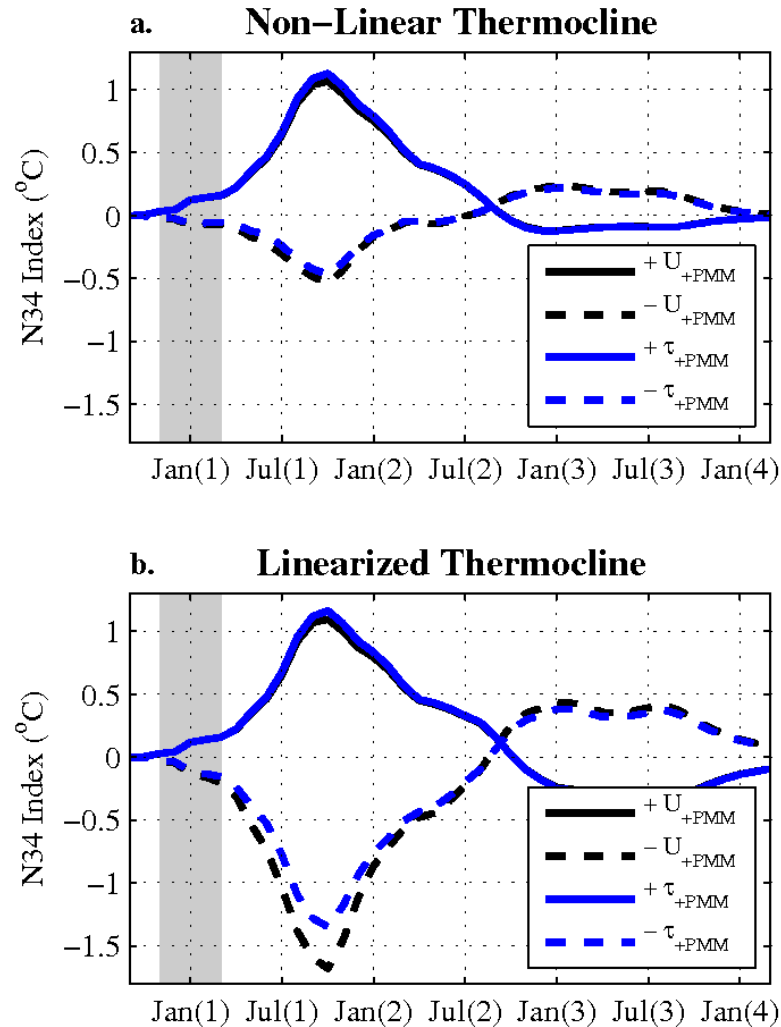 a. Non-Linear Thermocline
N34 Index (°C)
1
0.5
0
−0.5
−1
−1.5
+ U+PMM
− U+PMM
+ τ+PMM
− τ+PMM
Jan(1) Jul(1) Jan(2) Jul(2) Jan(3) Jul(3) Jan(4)
b. Linearized Thermocline
N34 Index (°C)
1
0.5
0
−0.5
−1
−1.5
+ U+PMM
− U+PMM
+ τ+PMM
− τ+PMM
Jan(1) Jul(1) Jan(2) Jul(2) Jan(3) Jul(3) Jan(4)